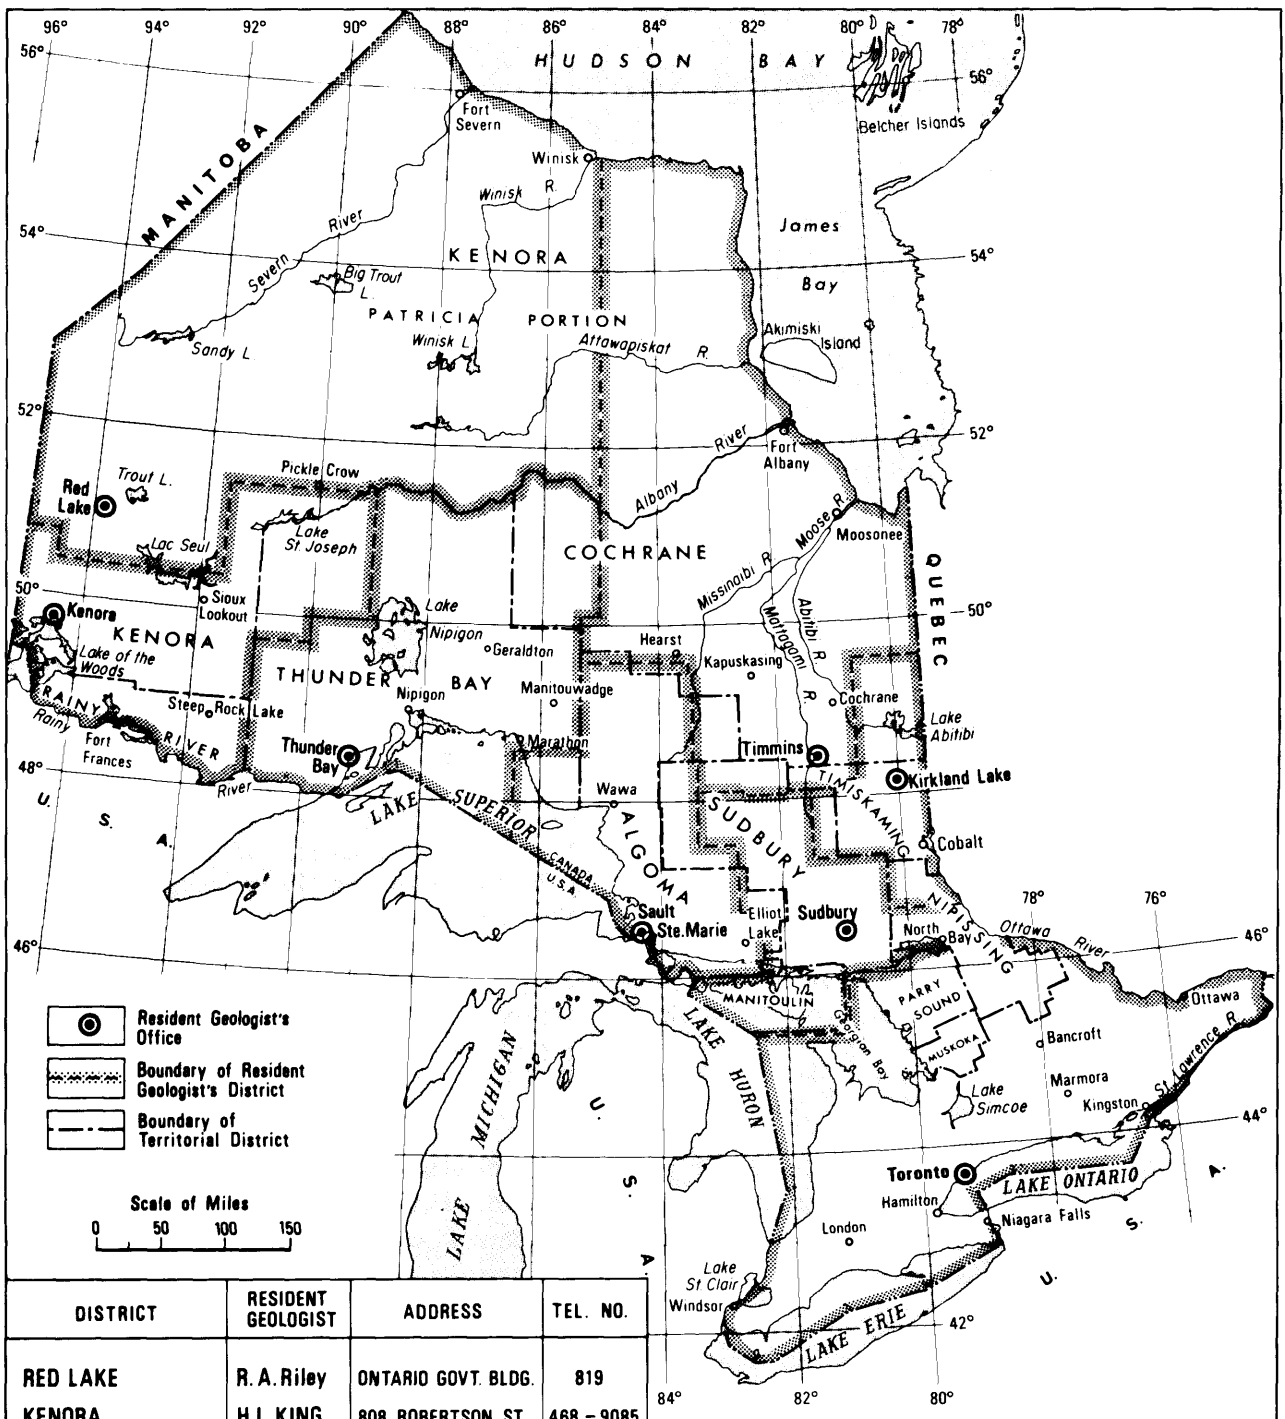 96° 94° 92° 90° 88° 86° 84° 82° 80° 78°
56°
HUDSON BAY
56°
Belcher Islands
Fort
Severn
MANITOBA
Winisk
Winisk R.
54°
Severn River
James
Bay
54°
KENORA
Big Trout
L.
PATRICIA PORTION
Winisk L.
Attawapiskat R.
Akimiski
Island
Sandy L.
52°
52°
Albany River
Fort
Albany
Pickle Crow
Trout L.
Red
Lake
Lake
St. Joseph
Lac Seul
Moose R.
Moosonee
COCHRANE
QUEBEC
Missinaibi R.
Mattagami R.
Abitibi R.
50°
50°
Sioux
Lookout
Kenora
KENORA
Lake
Nipigon
Lake of the
Woods
Geraldton
Hearst
Kapuskasing
THUNDER BAY
Nipigon
Manitouwadge
Cochrane
RAINY RIVER
Steep Rock Lake
Lake
Abitibi
Rainy River
Fort
Frances
Thunder
Bay
Marathon
Timmins
Kirkland Lake
48°
TIMISKAMING
Wawa
LAKE SUPERIOR
U. S. A.
SUDBURY
ALGOMA
Cobalt
CANADA
U.S.A.
78° 76°
NIPISSING
Elliot
Lake
Sudbury
Sault
Ste. Marie
North
Bay
Ottawa River
46°
46°
MANITOULIN
PARRY
SOUND
Ottawa
Georgian Bay
MUSKOKA
Bancroft
St. Lawrence R.
Resident Geologist's
Office
Boundary of Resident
Geologist's District
Boundary of
Territorial District
LAKE MICHIGAN
LAKE HURON
Lake
Simcoe
Marmora
Kingston
44°
U. S. A.
Toronto
LAKE ONTARIO
Hamilton
Niagara Falls
London
U. S. A.
Scale of Miles
0 50 100 150
Lake
St. Clair
Windsor
LAKE ERIE
42°
84° 82° 80°
DISTRICT RESIDENT GEOLOGIST ADDRESS TEL. NO.
RED LAKE R.A. Riley ONTARIO GOVT. BLDG. 819
KENORA H.L. KING 808 ROBERTSON ST. 468-9085